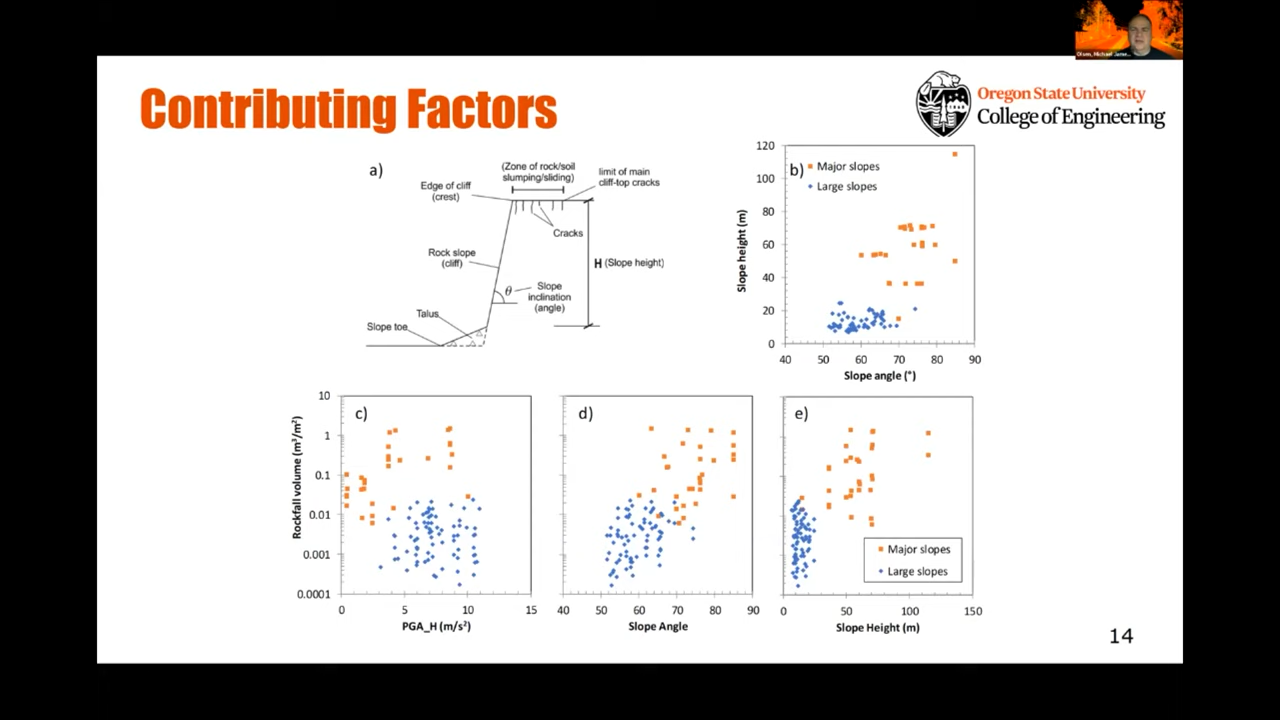 Olsen, Michael Jame...
Contributing Factors
Oregon State University
College of Engineering
a)
(Zone of rock/soil
slumping/sliding)
limit of main
cliff-top cracks
Edge of cliff
(crest)
Cracks
Rock slope
(cliff)
H (Slope height)
θ
Slope
inclination
(angle)
Talus
Slope toe
b)
Major slopes
Large slopes
120
100
80
60
40
20
0
Slope height (m)
40 50 60 70 80 90
Slope angle (°)
c)
10
1
0.1
0.01
0.001
0.0001
Rockfall volume (m³/m²)
0 5 10 15
PGA_H (m/s²)
d)
40 50 60 70 80 90
Slope Angle
e)
Major slopes
Large slopes
0 50 100 150
Slope Height (m)
14